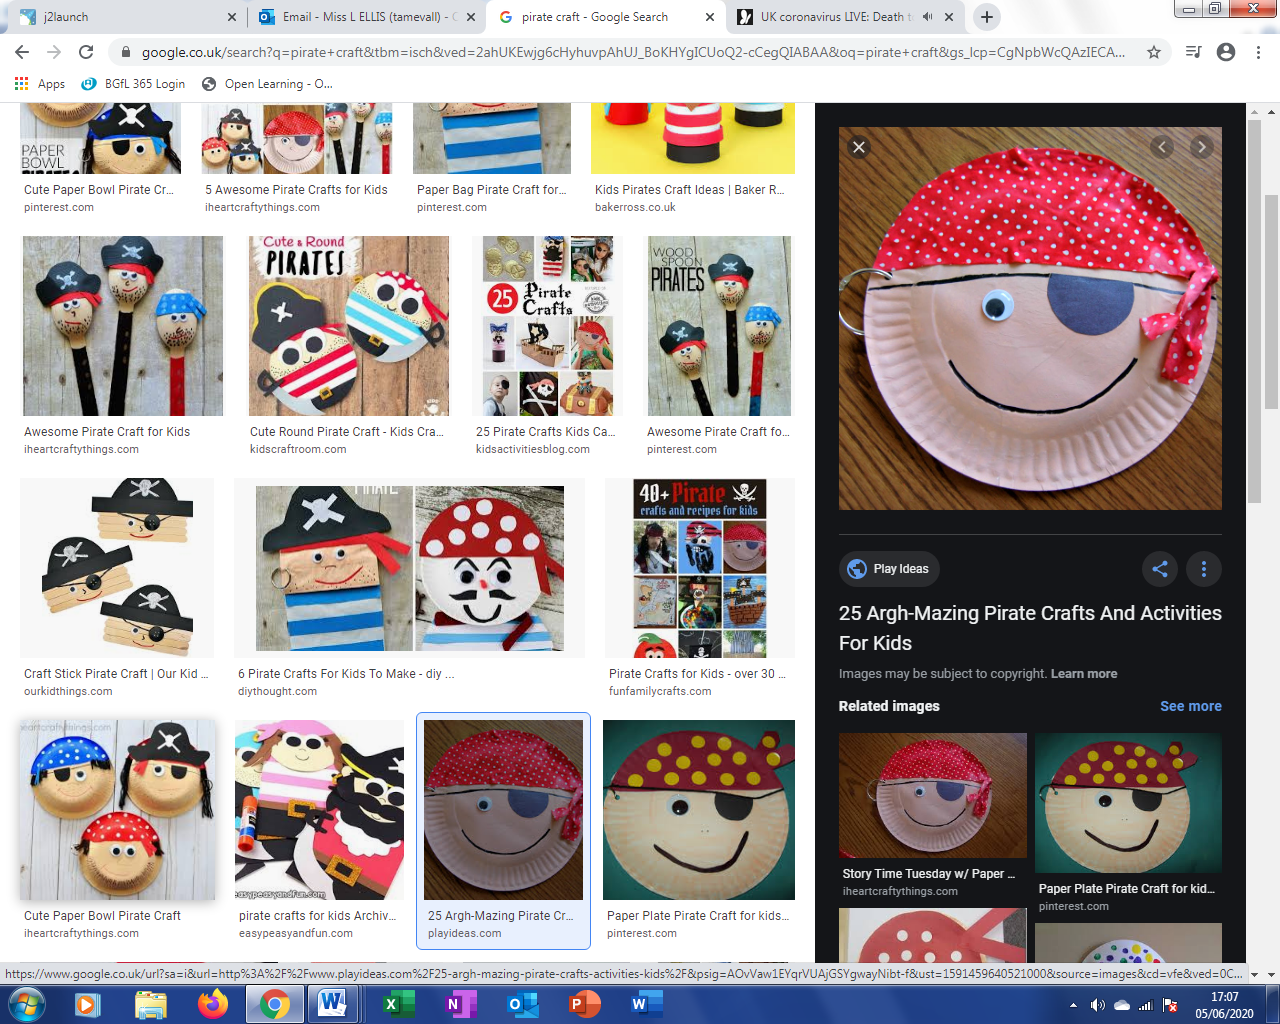 j2launch
Email - Miss L ELLIS (tamevall) - O
pirate craft - Google Search
UK coronavirus LIVE: Death t
google.co.uk/search?q=pirate+craft&tbm=isch&ved=2ahUKEwjg6cHyhuvpAhUJ_BoKHYgICUoQ2-cCegQIABAA&oq=pirate+craft&gs_lcp=CgNpbWcQAzIECA...
Apps
BGfL 365 Login
Open Learning - O...
PAPER
BOWL
Cute Paper Bowl Pirate Cr...
pinterest.com
5 Awesome Pirate Crafts for Kids
iheartcraftythings.com
Paper Bag Pirate Craft for...
pinterest.com
Kids Pirates Craft Ideas | Baker R...
bakerross.co.uk
Cute & Round
PIRATES
25 Pirate
Crafts
WOOD
SPOON
PIRATES
Awesome Pirate Craft for Kids
iheartcraftythings.com
Cute Round Pirate Craft - Kids Cra...
kidscraftroom.com
25 Pirate Crafts Kids Ca...
kidsactivitiesblog.com
Awesome Pirate Craft fo...
pinterest.com
40+ Pirate
crafts and recipes for kids
Craft Stick Pirate Craft | Our Kid ...
ourkidthings.com
6 Pirate Crafts For Kids To Make - diy ...
diythought.com
Pirate Crafts for Kids - over 30 ...
funfamilycrafts.com
heartcraftythings.com
easypeasyandfun.com
Cute Paper Bowl Pirate Craft
iheartcraftythings.com
pirate crafts for kids Archiv...
easypeasyandfun.com
25 Argh-Mazing Pirate Cr...
playideas.com
Paper Plate Pirate Craft for kids...
pinterest.com
Play Ideas
25 Argh-Mazing Pirate Crafts And Activities
For Kids
Images may be subject to copyright. Learn more
Related images
See more
Story Time Tuesday w/ Paper ...
iheartcraftythings.com
Paper Plate Pirate Craft for kid...
pinterest.com
https://www.google.co.uk/url?sa=i&url=http%3A%2F%2Fwww.playideas.com%2F25-argh-mazing-pirate-crafts-activities-kids%2F&psig=AOvVaw1EYqrVUAjGSYgwayNibt-f&ust=1591459640521000&source=images&cd=vfe&ved=0C...
17:07
05/06/2020